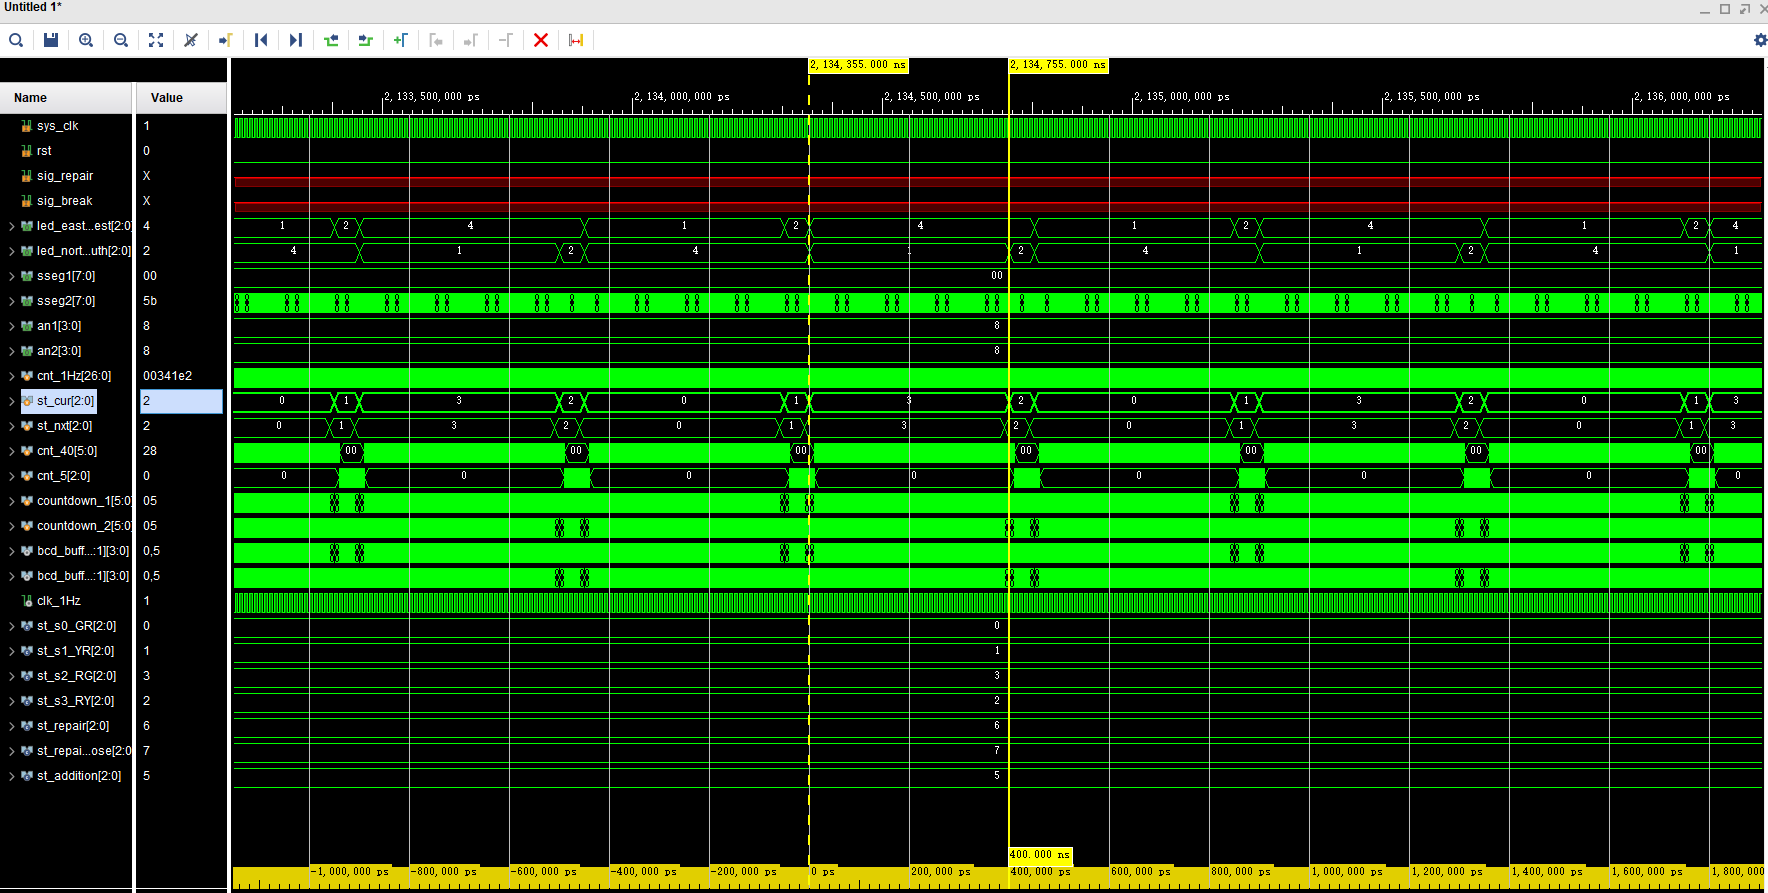 Untitled 1*
2,134,355.000 ns 2,134,755.000 ns
Name Value
2,133,500,000 ps 2,134,000,000 ps 2,134,500,000 ps 2,135,000,000 ps 2,135,500,000 ps 2,136,000,000 ps
sys_clk 1
rst 0
sig_repair X
sig_break X
led_east...est[2:0] 4 1 2 4 1 2 4 1 2 4 1 2 4
led_nort...uth[2:0] 2 4 1 2 4 1 2 4 1 2 4 1
sseg1[7:0] 00 00
sseg2[7:0] 5b
an1[3:0] 8 8
an2[3:0] 8 8
cnt_1Hz[26:0] 00341e2
st_cur[2:0] 2 0 1 3 2 0 1 3 2 0 1 3 2 0 1 3
st_nxt[2:0] 2 0 1 3 2 0 1 3 2 0 1 3 2 0 1 3
cnt_40[5:0] 28 00 00 00 00 00 00 00
cnt_5[2:0] 0 0 0 0 0 0 0 0 0
countdown_1[5:0] 05
countdown_2[5:0] 05
bcd_buff...:1][3:0] 0,5
bcd_buff...:1][3:0] 0,5
clk_1Hz 1
st_s0_GR[2:0] 0 0
st_s1_YR[2:0] 1 1
st_s2_RG[2:0] 3 3
st_s3_RY[2:0] 2 2
st_repair[2:0] 6 6
st_repai...ose[2:0 7 7
st_addition[2:0] 5 5
400.000 ns
-1,000,000 ps -800,000 ps -600,000 ps -400,000 ps -200,000 ps 0 ps 200,000 ps 400,000 ps 600,000 ps 800,000 ps 1,000,000 ps 1,200,000 ps 1,400,000 ps 1,600,000 ps 1,800,000